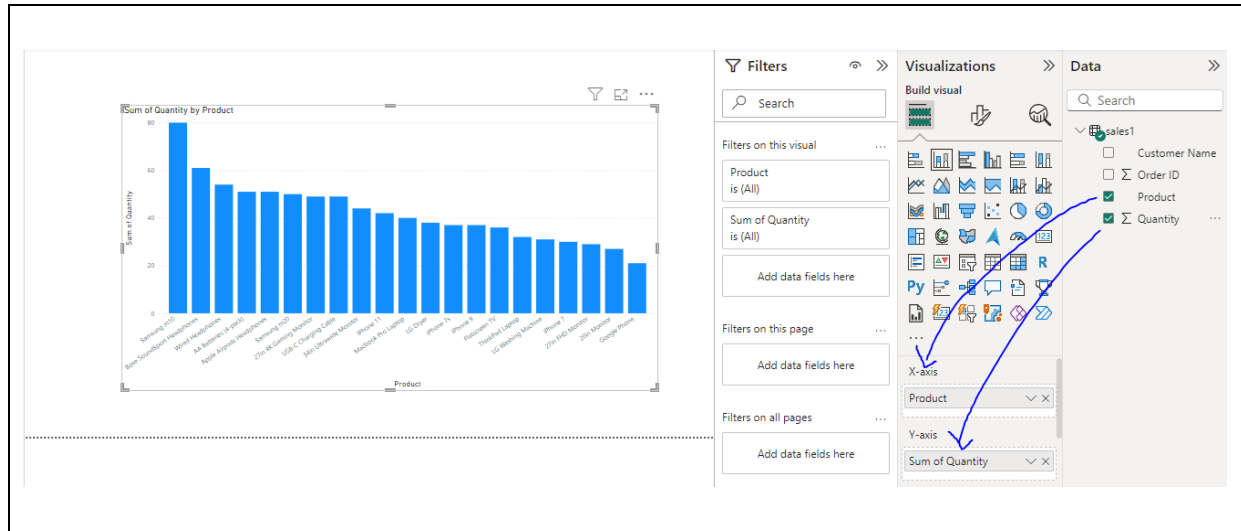 Sum of Quantity by Product
80
60
40
20
0
Sum of Quantity
Samsung m10
Bose SoundSport Headphones
Wired Headphones
AA Batteries (4-pack)
Apple Airpods Headphones
Samsung m20
27in 4K Gaming Monitor
USB-C Charging Cable
34in Ultrawide Monitor
iPhone 11
Macbook Pro Laptop
LG Dryer
iPhone 7s
iPhone 9
Flatscreen TV
ThinkPad Laptop
LG Washing Machine
iPhone 7
27in FHD Monitor
20in Monitor
Google Phone
Product
Filters
Search
Filters on this visual
Product
is (All)
Sum of Quantity
is (All)
Add data fields here
Filters on this page
Add data fields here
Filters on all pages
Add data fields here
Visualizations
Build visual
123
R
Py
123
X-axis
Product
Y-axis
Sum of Quantity
Data
Search
sales1
Customer Name
Σ Order ID
Product
Σ Quantity